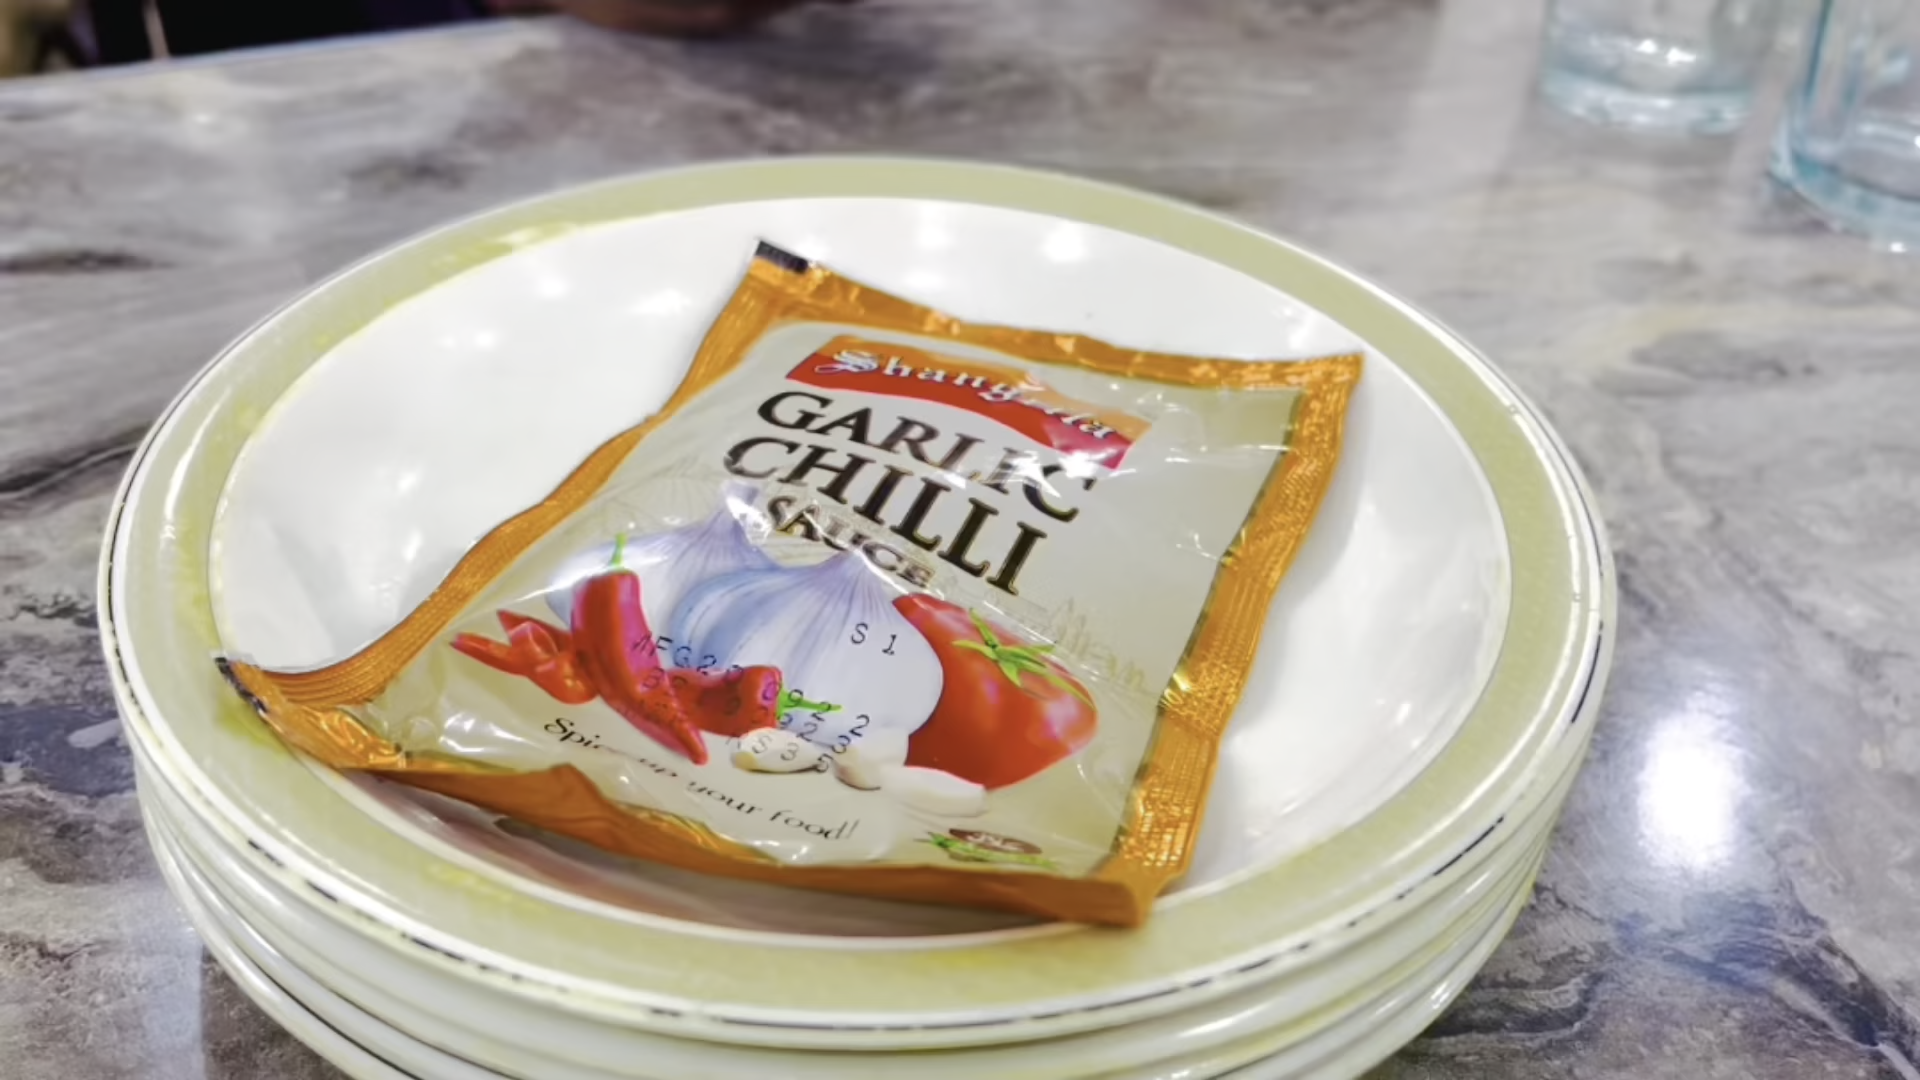 Shangrila
GARLIC
CHILLI
SAUCE
S 1
Spice up your food!